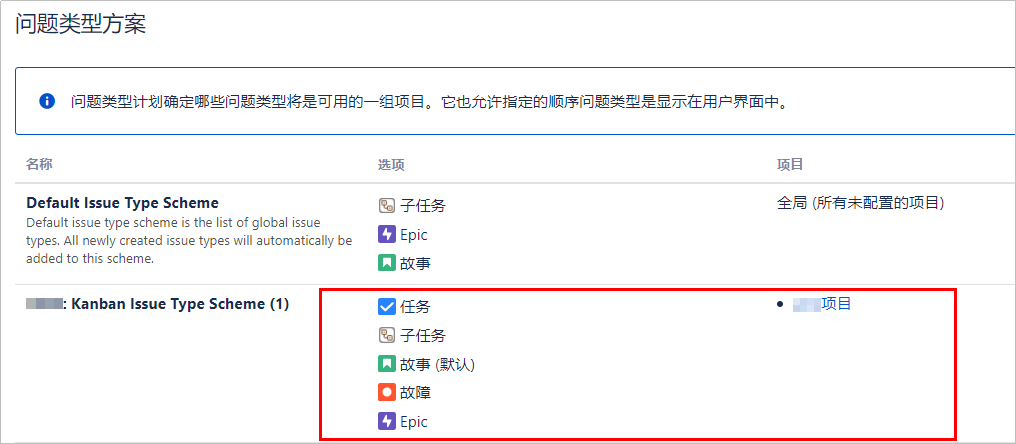 问题类型方案
问题类型计划确定哪些问题类型将是可用的一组项目。它也允许指定的顺序问题类型是显示在用户界面中。
名称 选项 项目
Default Issue Type Scheme
Default issue type scheme is the list of global issue
types. All newly created issue types will automatically be
added to this scheme.
子任务
Epic
故事
全局 (所有未配置的项目)
: Kanban Issue Type Scheme (1)
任务
子任务
故事 (默认)
故障
Epic
项目